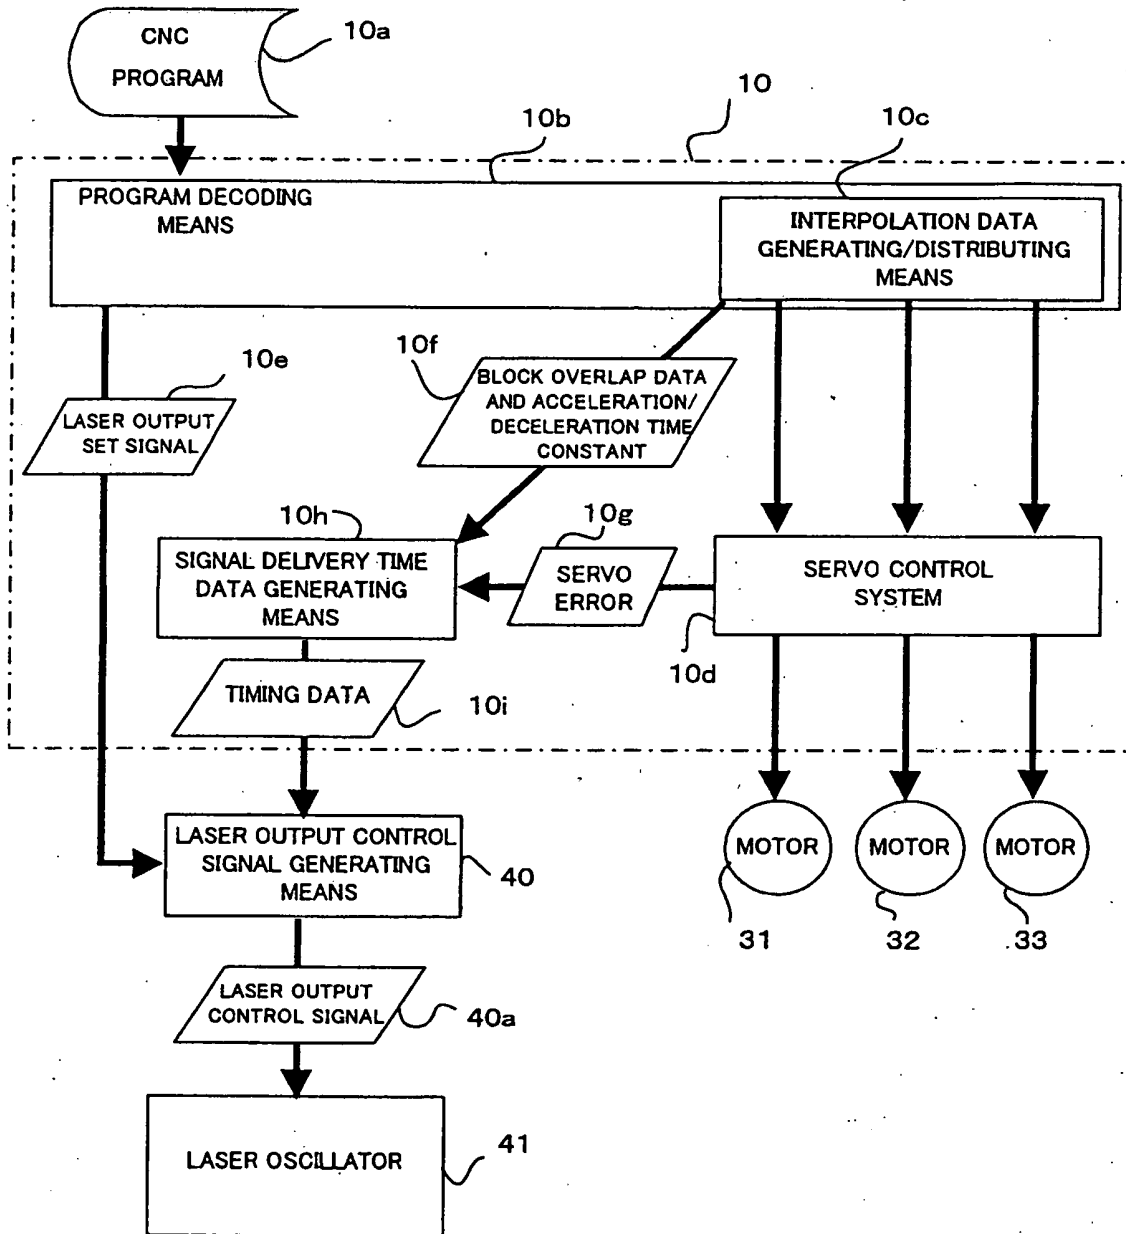 CNC
PROGRAM
10a
10
10b
10c
PROGRAM DECODING
MEANS
INTERPOLATION DATA
GENERATING/DISTRIBUTING
MEANS
10e
10f
LASER OUTPUT
SET SIGNAL
BLOCK OVERLAP DATA
AND ACCELERATION/
DECELERATION TIME
CONSTANT
10h
10g
SIGNAL DELIVERY TIME
DATA GENERATING
MEANS
SERVO
ERROR
SERVO CONTROL
SYSTEM
10d
TIMING DATA
10i
LASER OUTPUT CONTROL
SIGNAL GENERATING
MEANS
40
MOTOR
MOTOR
MOTOR
31
32
33
LASER OUTPUT
CONTROL SIGNAL
40a
LASER OSCILLATOR
41